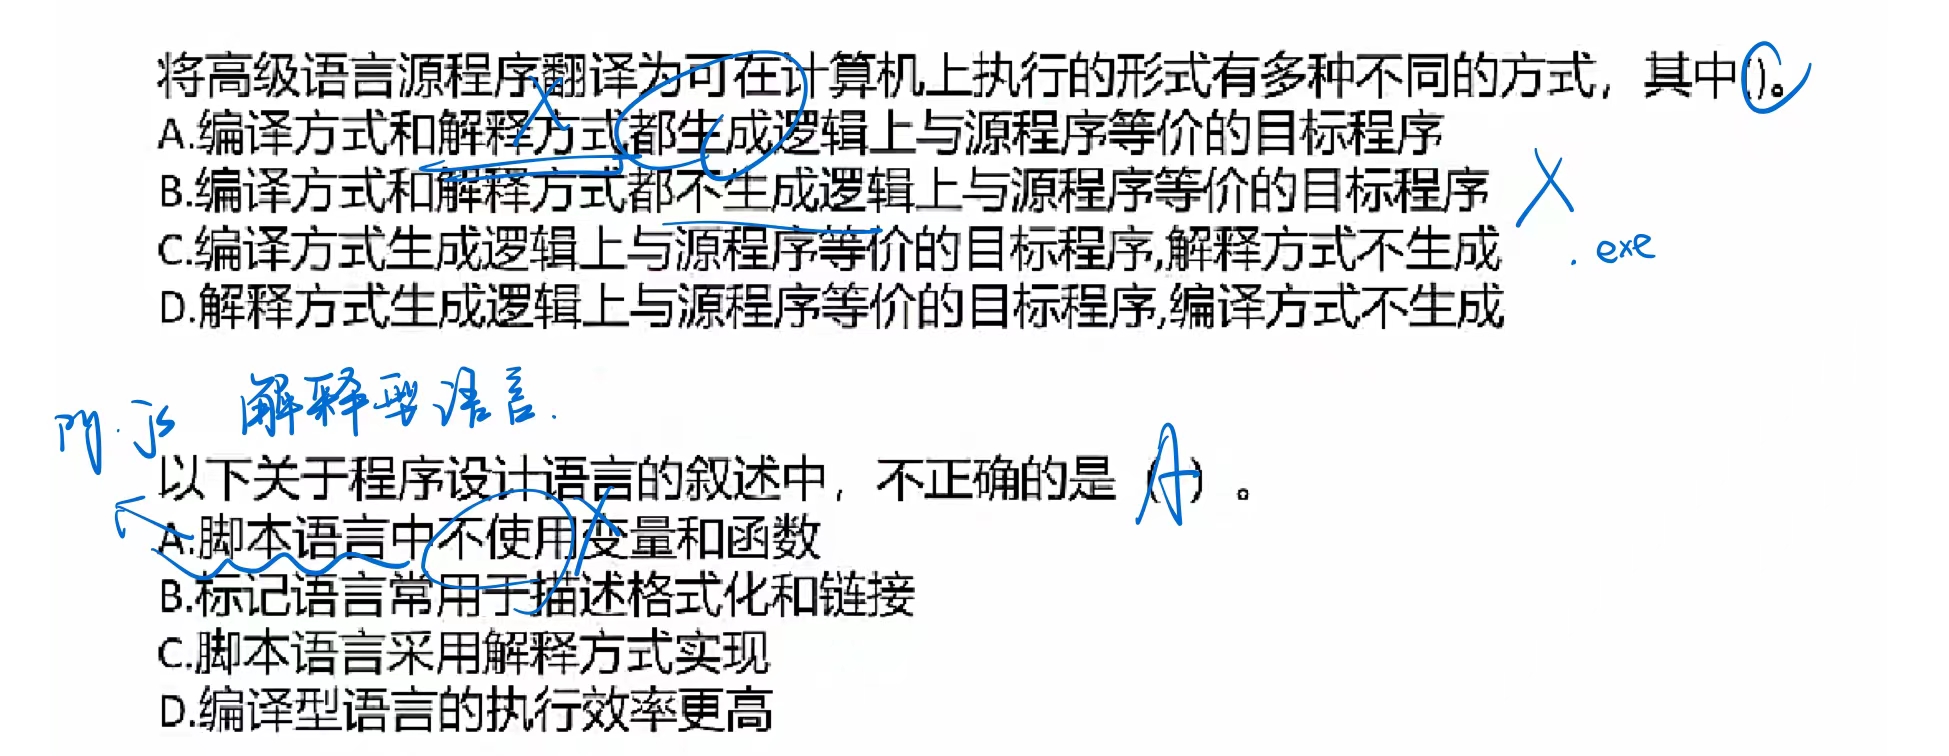 将高级语言源程序翻译为可在计算机上执行的形式有多种不同的方式，其中()。C
A.编译方式和解释方式都生成逻辑上与源程序等价的目标程序
B.编译方式和解释方式都不生成逻辑上与源程序等价的目标程序
C.编译方式生成逻辑上与源程序等价的目标程序,解释方式不生成
.exe
D.解释方式生成逻辑上与源程序等价的目标程序,编译方式不生成
解释型语言.
py.js
以下关于程序设计语言的叙述中，不正确的是（A）。
A.脚本语言中不使用变量和函数
B.标记语言常用于描述格式化和链接
C.脚本语言采用解释方式实现
D.编译型语言的执行效率更高